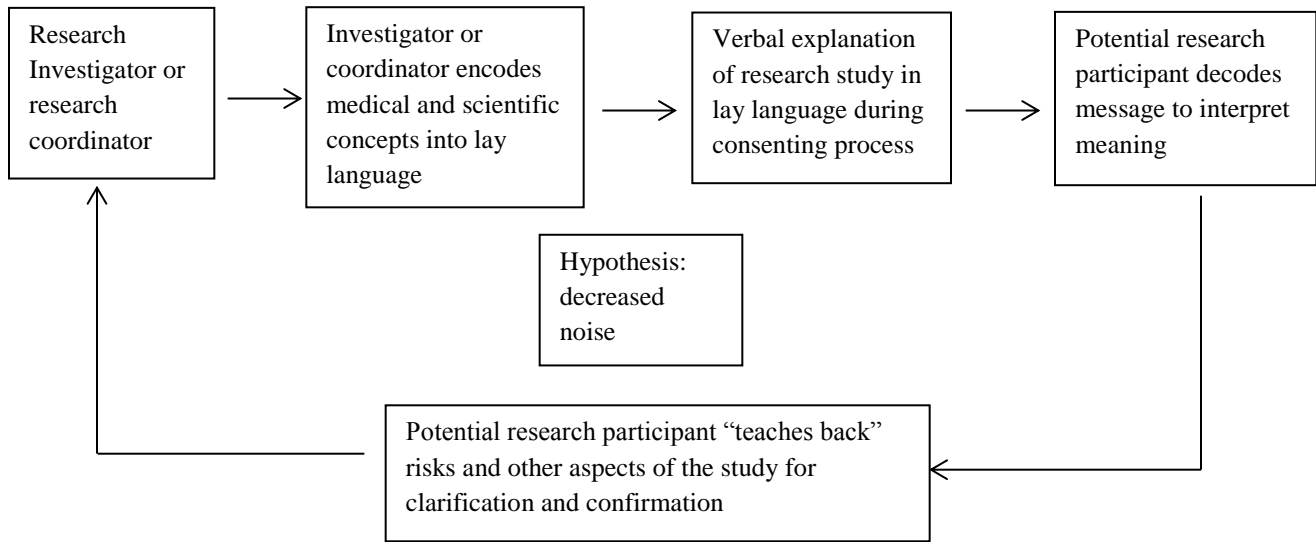 Research
Investigator or
research
coordinator
Investigator or
coordinator encodes
medical and scientific
concepts into lay
language
Verbal explanation
of research study in
lay language during
consenting process
Potential research
participant decodes
message to interpret
meaning
Hypothesis:
decreased
noise
Potential research participant “teaches back”
risks and other aspects of the study for
clarification and confirmation